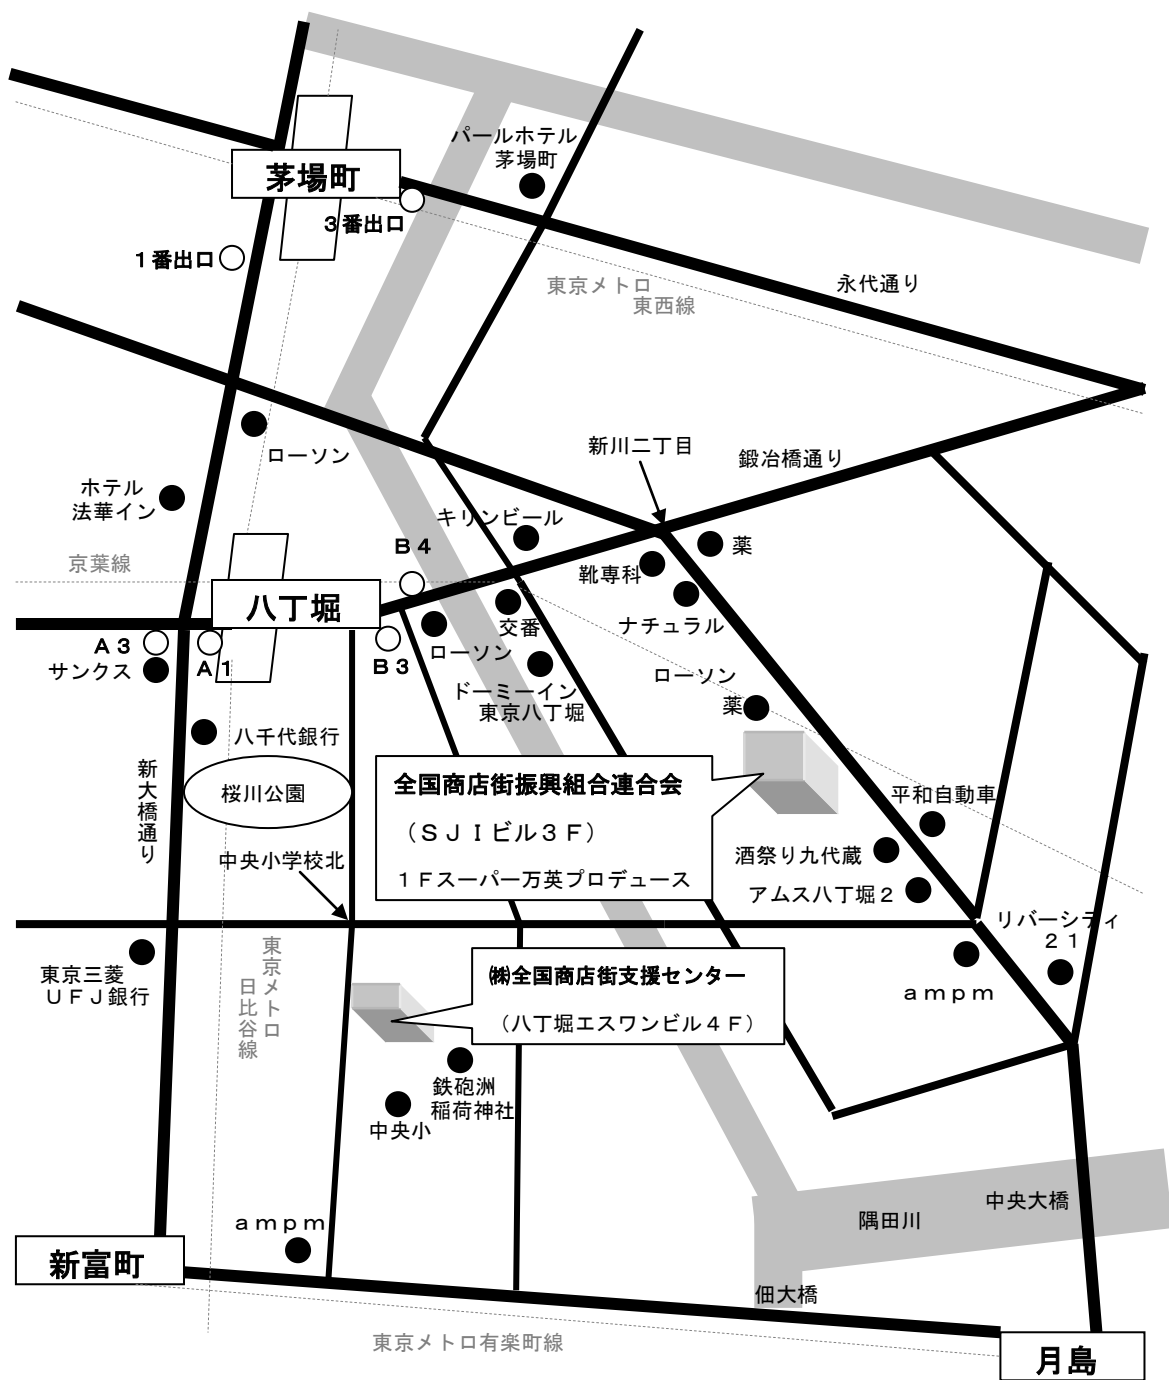 パールホテル
茅場町
茅場町
３番出口
１番出口
東京メトロ
東西線
永代通り
ローソン
新川二丁目
鍛冶橋通り
ホテル
法華イン
キリンビール
薬
Ｂ４
京葉線
靴専科
八丁堀
交番
ナチュラル
ローソン
Ａ３
Ａ１
Ｂ３
ローソン
サンクス
ドーミーイン
東京八丁堀
薬
八千代銀行
新大橋通り
桜川公園
全国商店街振興組合連合会
（ＳＪＩビル３Ｆ）
１Ｆスーパー万英プロデュース
平和自動車
中央小学校北
酒祭り九代蔵
アムス八丁堀２
リバーシティ
２１
東京三菱
ＵＦＪ銀行
東京メトロ
日比谷線
㈱全国商店街支援センター
（八丁堀エスワンビル４Ｆ）
ａｍｐｍ
鉄砲洲
稲荷神社
中央小
中央大橋
隅田川
ａｍｐｍ
新富町
佃大橋
東京メトロ有楽町線
月島